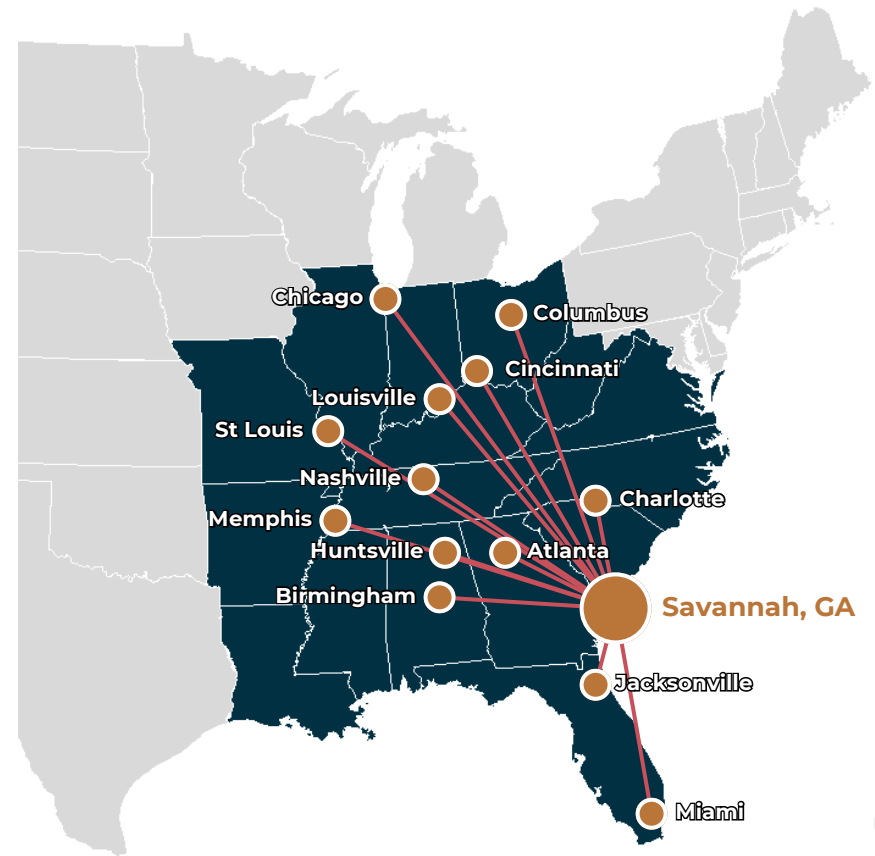 Chicago
Columbus
Cincinnati
Louisville
St Louis
Nashville
Charlotte
Memphis
Huntsville
Atlanta
Birmingham
Savannah, GA
Jacksonville
Miami